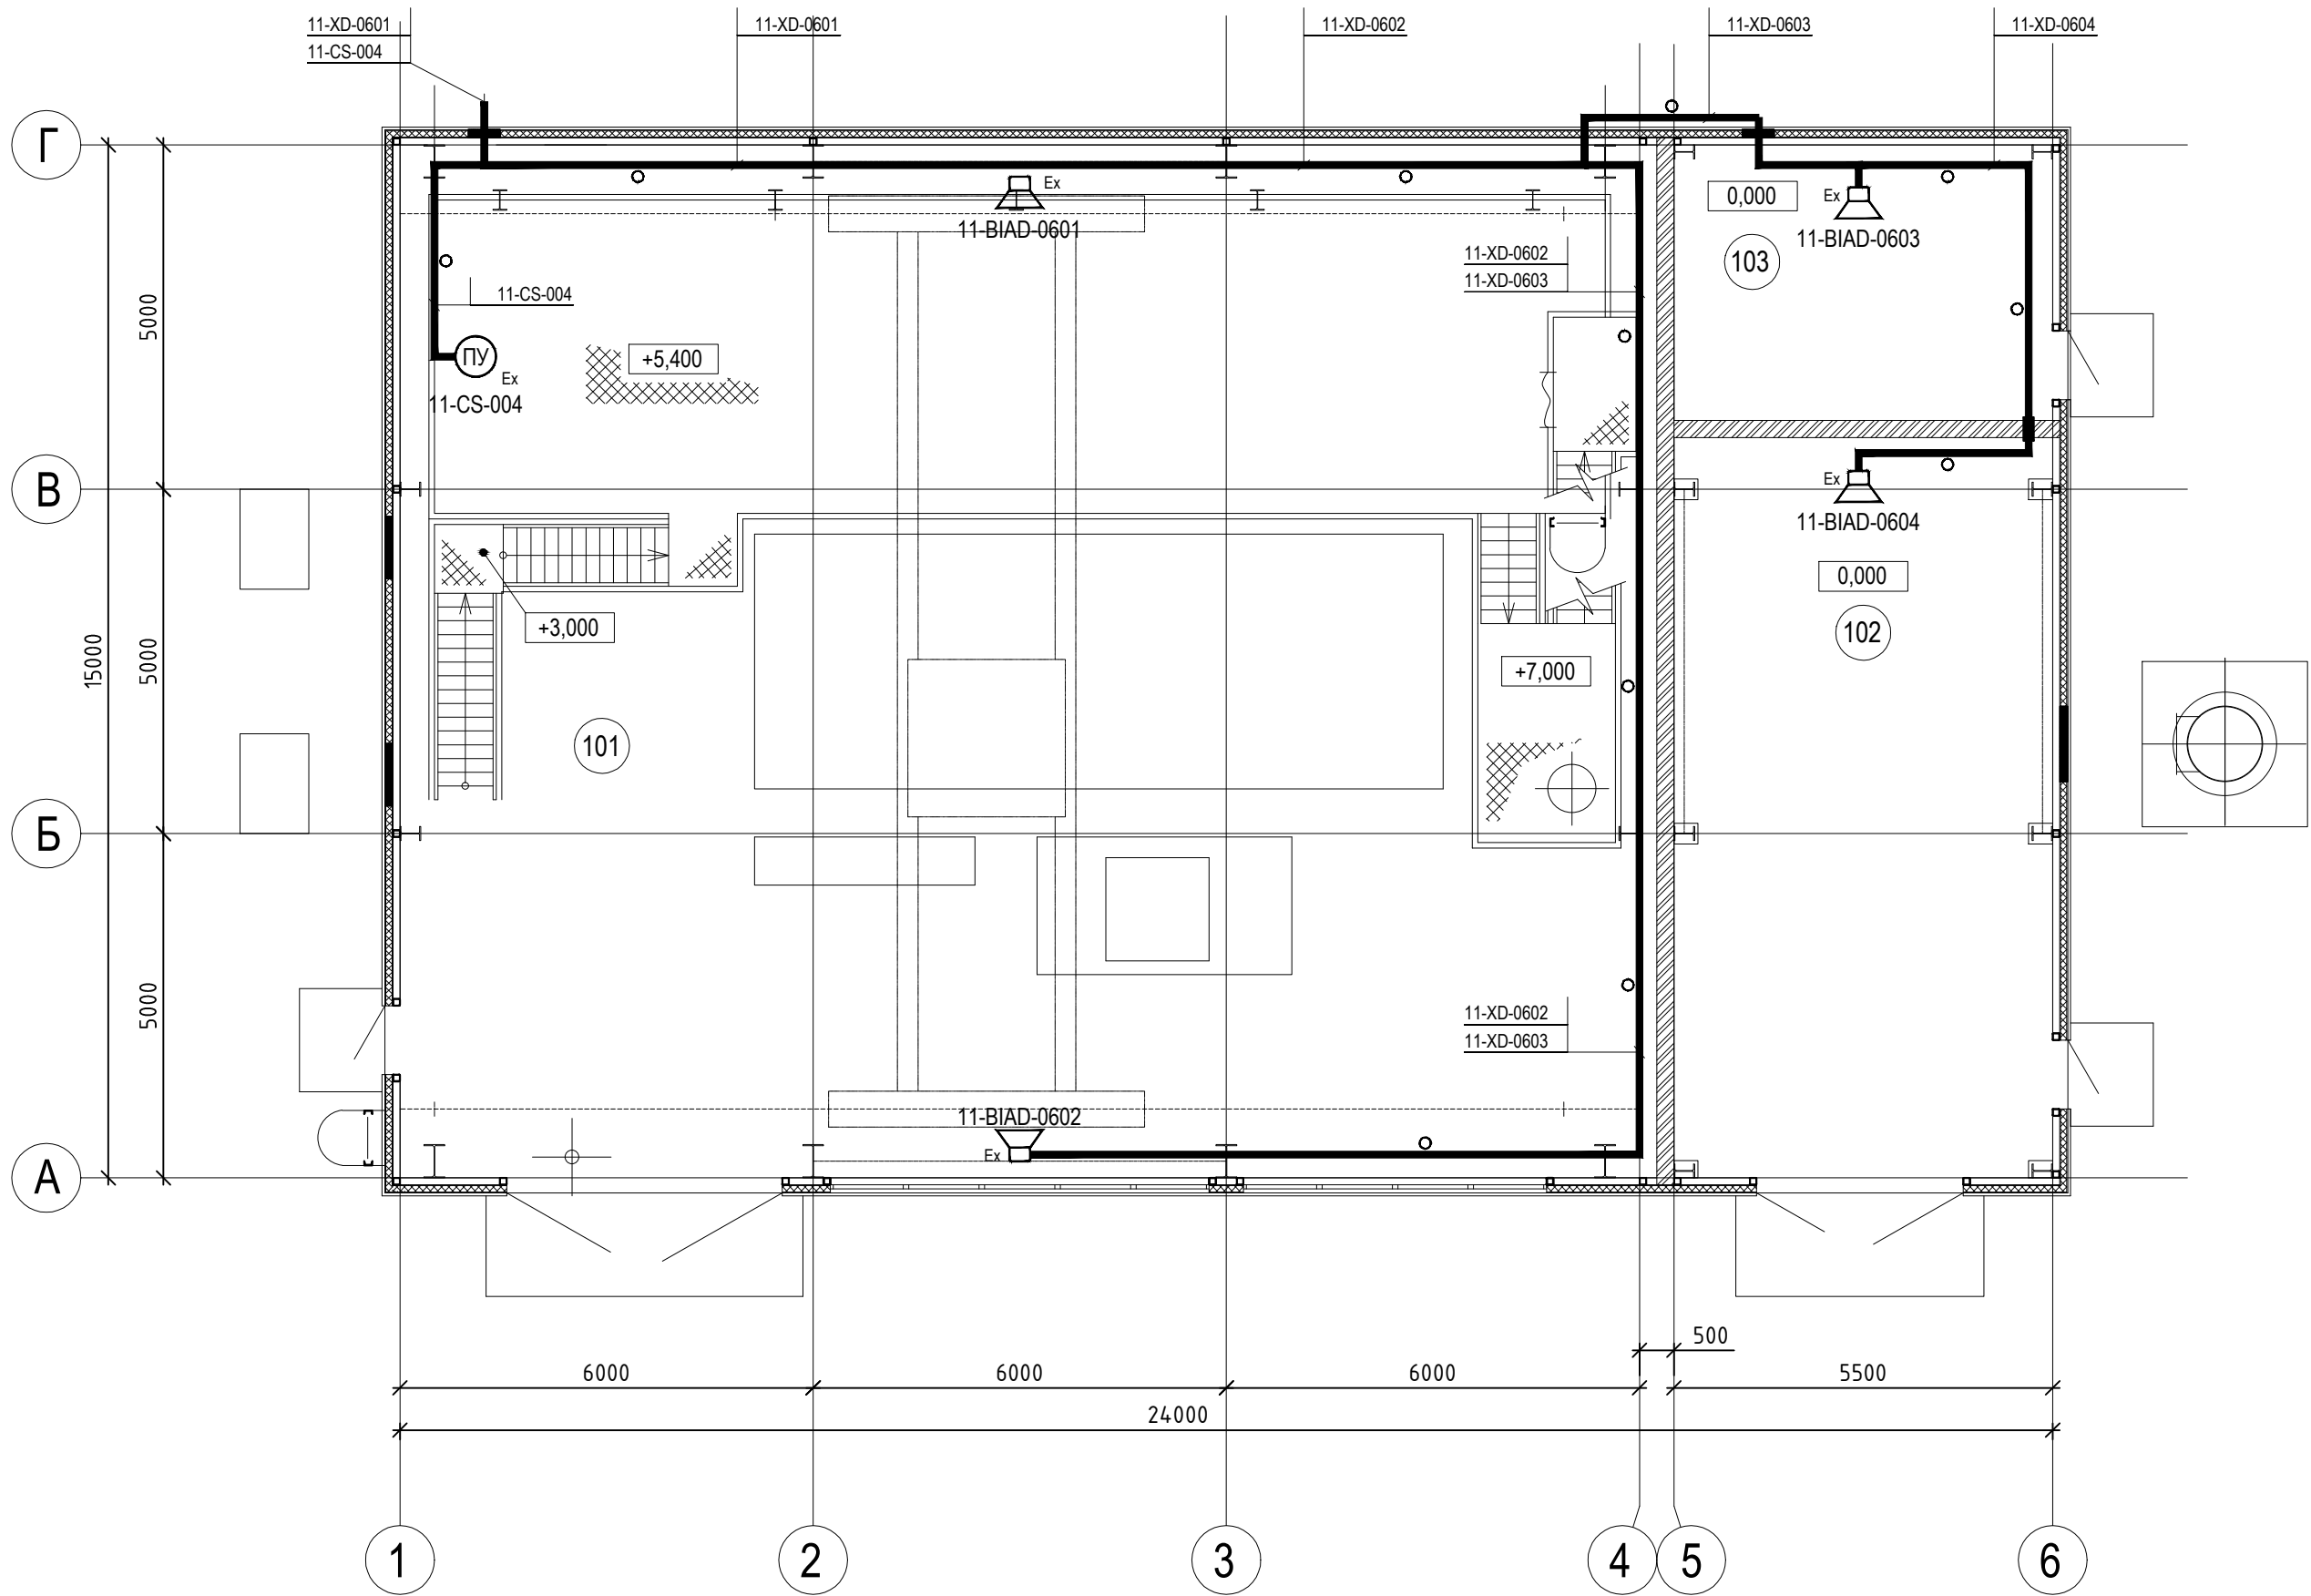 11-XD-0601
11-CS-004
11-XD-0601
11-XD-0602
11-XD-0603
11-XD-0604
Г
Ex
11-BIAD-0601
0,000
Ex
11-BIAD-0603
103
11-XD-0602
11-XD-0603
11-CS-004
5000
ПУ
Ex
11-CS-004
+5,400
В
Ex
11-BIAD-0604
0,000
102
+3,000
15000
5000
+7,000
101
Б
5000
11-XD-0602
11-XD-0603
11-BIAD-0602
Ex
А
500
6000
6000
6000
5500
24000
1
2
3
4
5
6